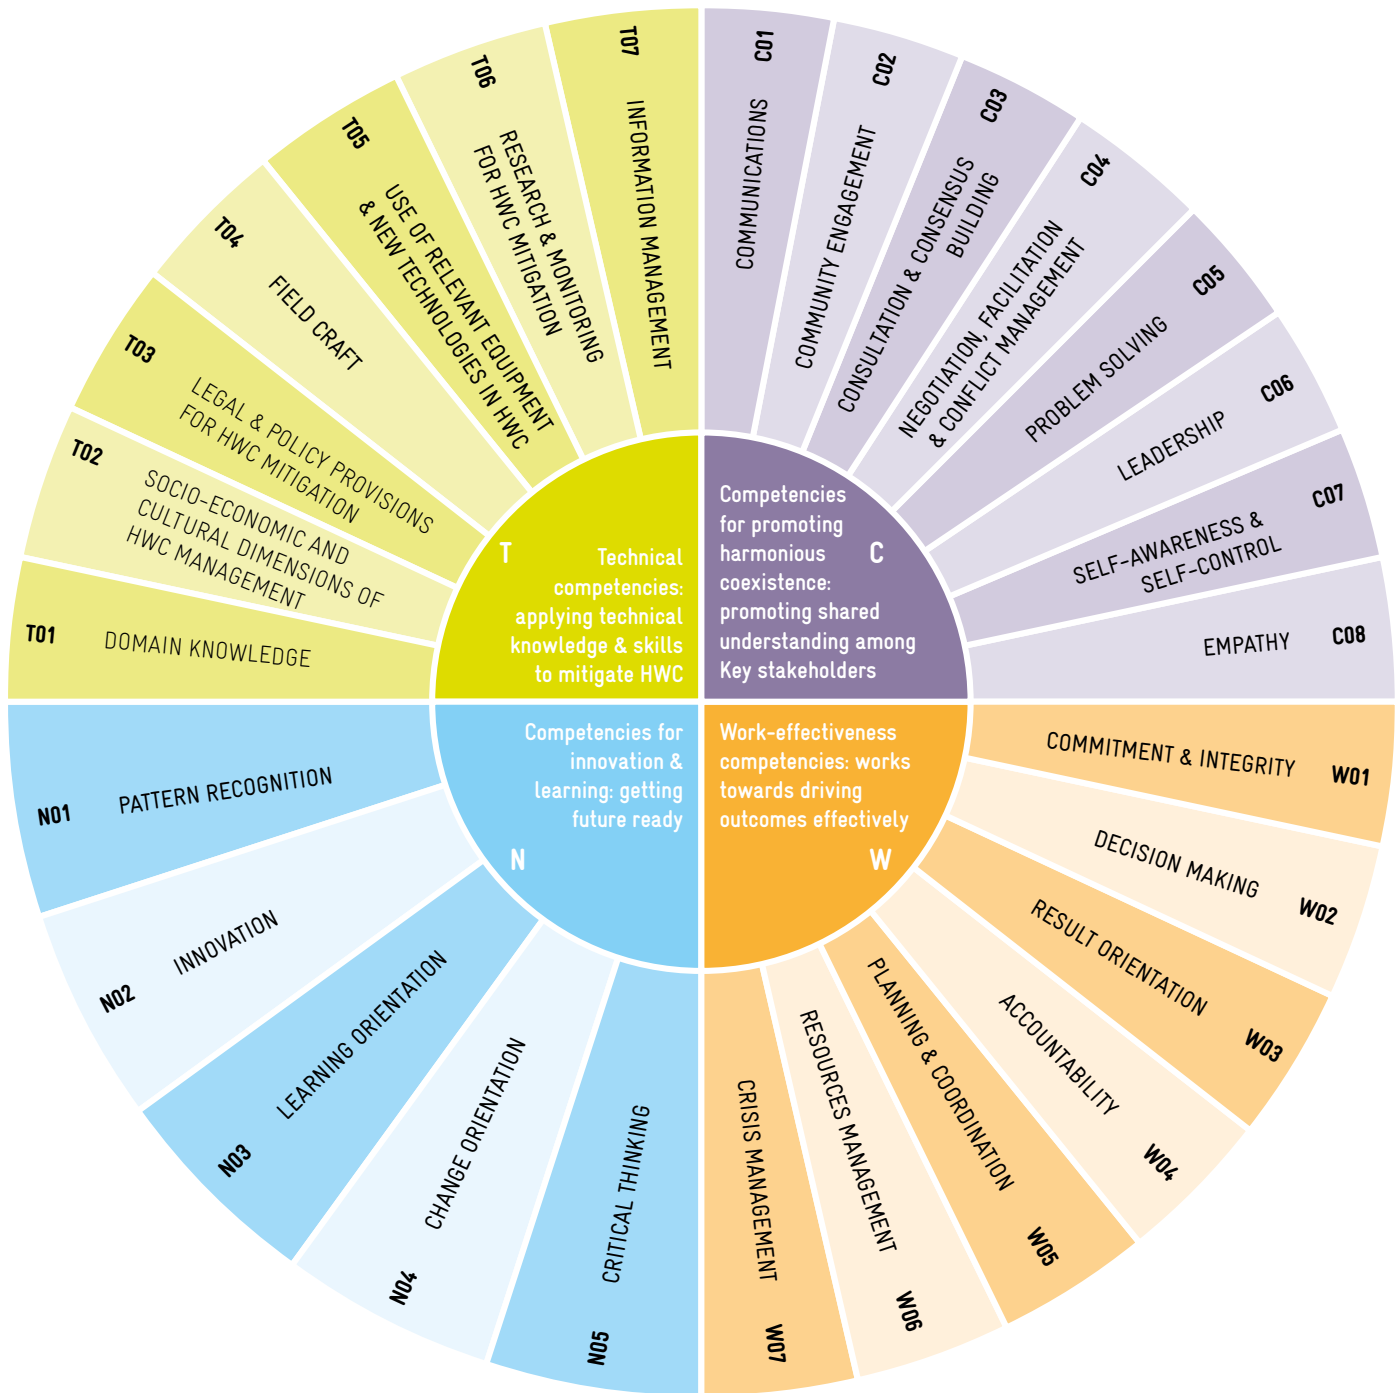 T
Technical
competencies:
applying technical
knowledge & skills
to mitigate HWC
T01
DOMAIN KNOWLEDGE
T02
SOCIO-ECONOMIC AND
CULTURAL DIMENSIONS OF
HWC MANAGEMENT
T03
LEGAL & POLICY PROVISIONS
FOR HWC MITIGATION
T04
FIELD CRAFT
T05
USE OF RELEVANT EQUIPMENT
& NEW TECHNOLOGIES IN HWC
T06
RESEARCH & MONITORING
FOR HWC MITIGATION
T07
INFORMATION MANAGEMENT
C
Competencies
for promoting
harmonious
coexistence:
promoting shared
understanding among
Key stakeholders
C01
COMMUNICATIONS
C02
COMMUNITY ENGAGEMENT
C03
CONSULTATION & CONSENSUS
BUILDING
C04
NEGOTIATION, FACILITATION
& CONFLICT MANAGEMENT
C05
PROBLEM SOLVING
C06
LEADERSHIP
C07
SELF-AWARENESS &
SELF-CONTROL
C08
EMPATHY
Work-effectiveness
competencies: works
towards driving
outcomes effectively
W
W01
COMMITMENT & INTEGRITY
W02
DECISION MAKING
W03
RESULT ORIENTATION
W04
ACCOUNTABILITY
W05
PLANNING & COORDINATION
W06
RESOURCES MANAGEMENT
W07
CRISIS MANAGEMENT
Competencies for
innovation &
learning: getting
future ready
N
N01
PATTERN RECOGNITION
N02
INNOVATION
N03
LEARNING ORIENTATION
N04
CHANGE ORIENTATION
N05
CRITICAL THINKING